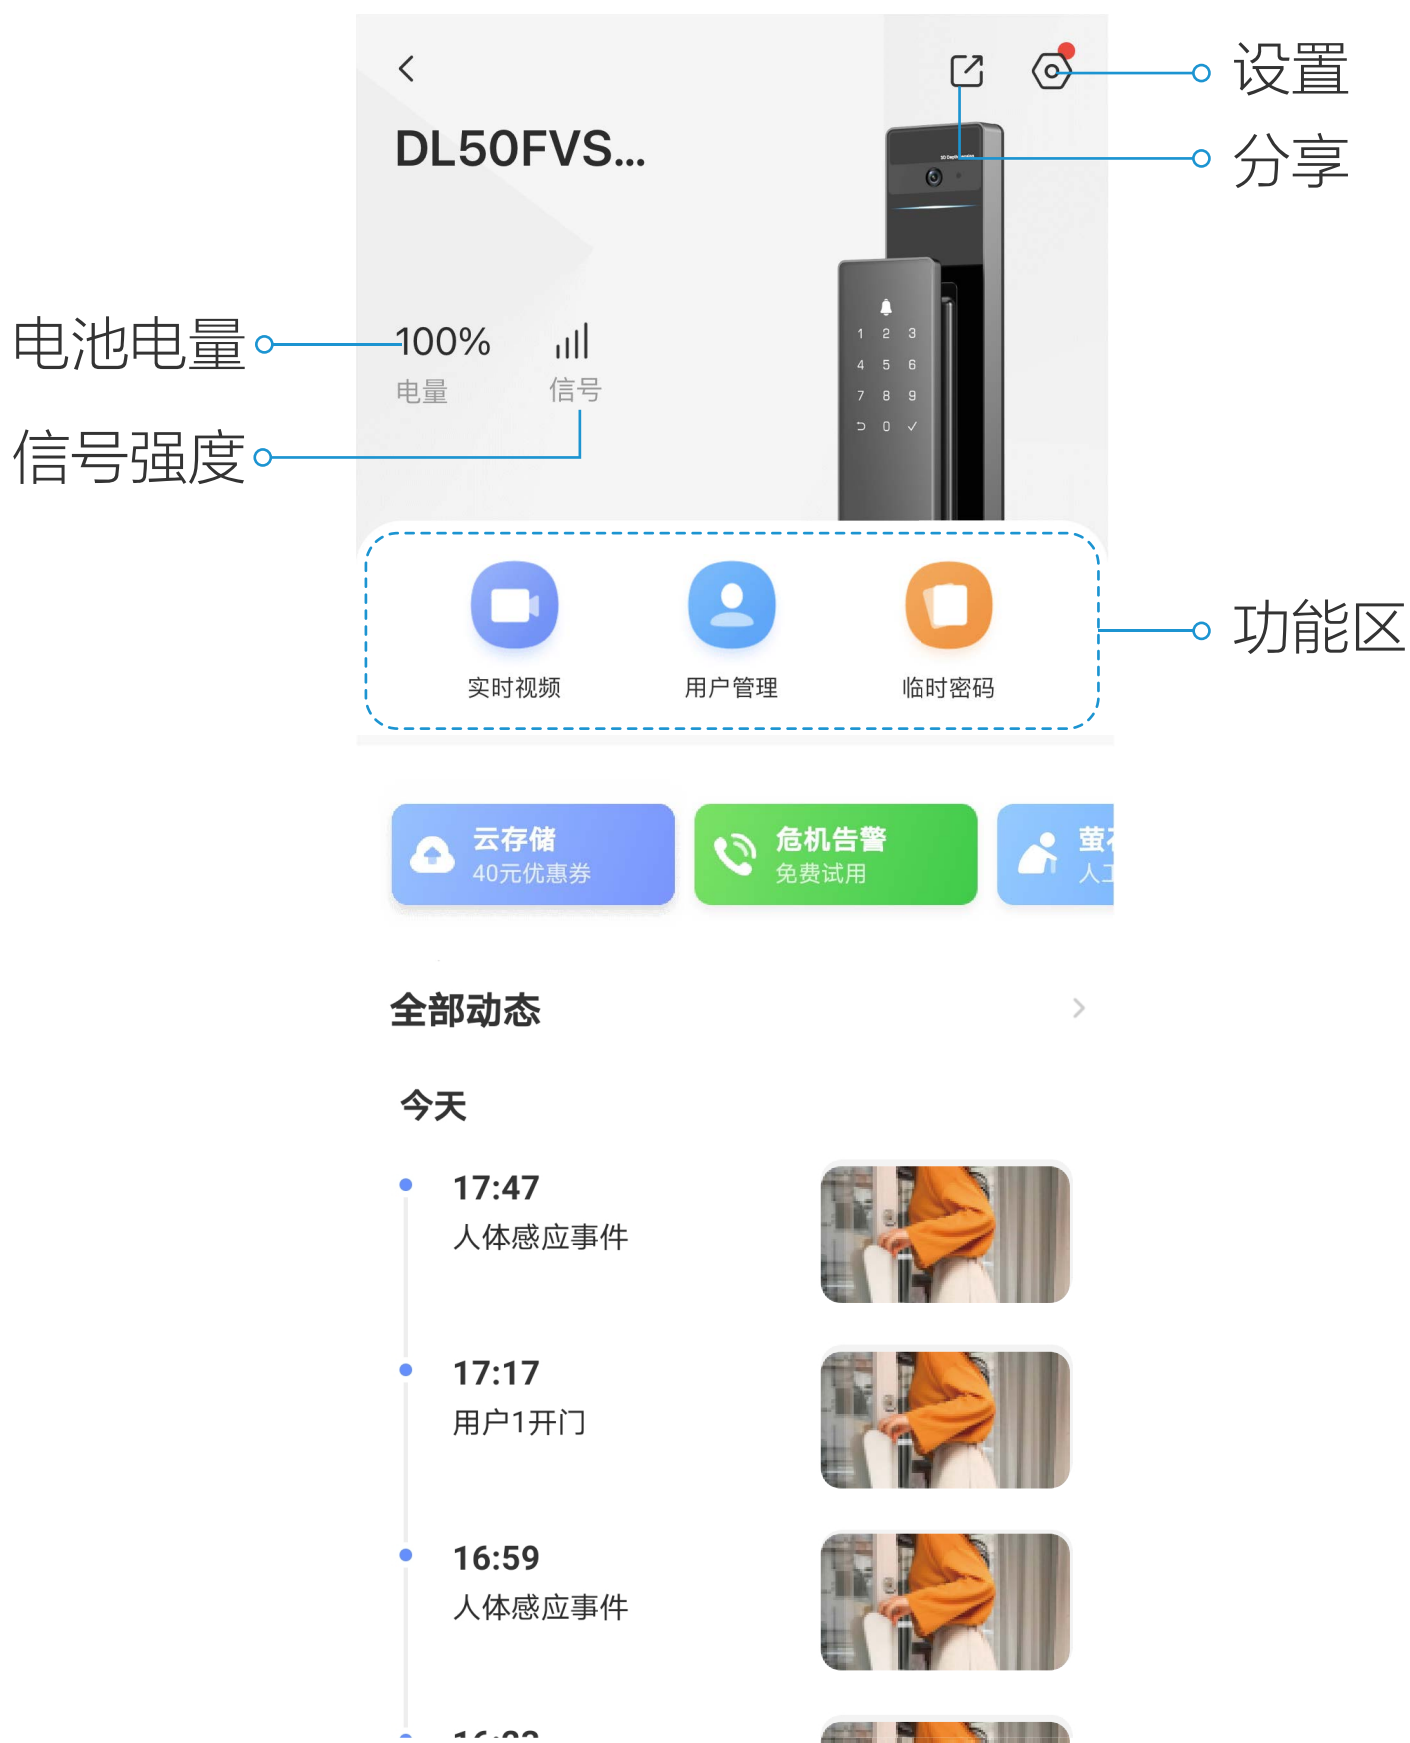 设置
分享
DL50FVS...
电池电量
100%
电量
信号
信号强度
1 2 3
4 5 6
7 8 9
0
功能区
实时视频
用户管理
临时密码
云存储
40元优惠券
危机告警
免费试用
人工
全部动态
今天
17:47
人体感应事件
17:17
用户1开门
16:59
人体感应事件